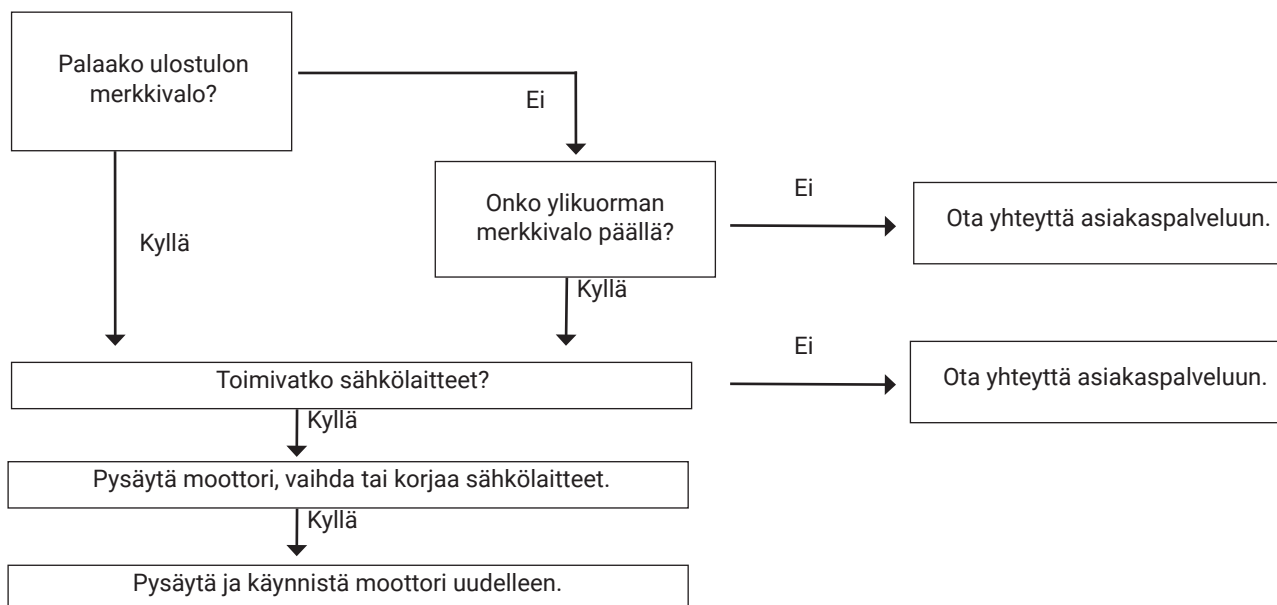 Palaako ulostulon
merkkivalo?
Ei
Onko ylikuorman
merkkivalo päällä?
Ei
Ota yhteyttä asiakaspalveluun.
Kyllä
Kyllä
Toimivatko sähkölaitteet?
Ei
Ota yhteyttä asiakaspalveluun.
Kyllä
Pysäytä moottori, vaihda tai korjaa sähkölaitteet.
Kyllä
Pysäytä ja käynnistä moottori uudelleen.